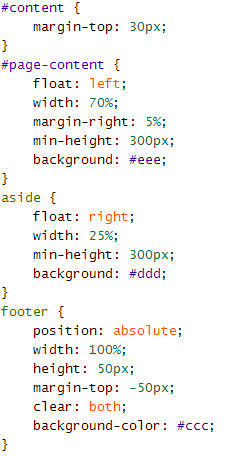 #content {
    margin-top: 30px;
}
#page-content {
    float: left;
    width: 70%;
    margin-right: 5%;
    min-height: 300px;
    background: #eee;
}
aside {
    float: right;
    width: 25%;
    min-height: 300px;
    background: #ddd;
}
footer {
    position: absolute;
    width: 100%;
    height: 50px;
    margin-top: -50px;
    clear: both;
    background-color: #ccc;
}